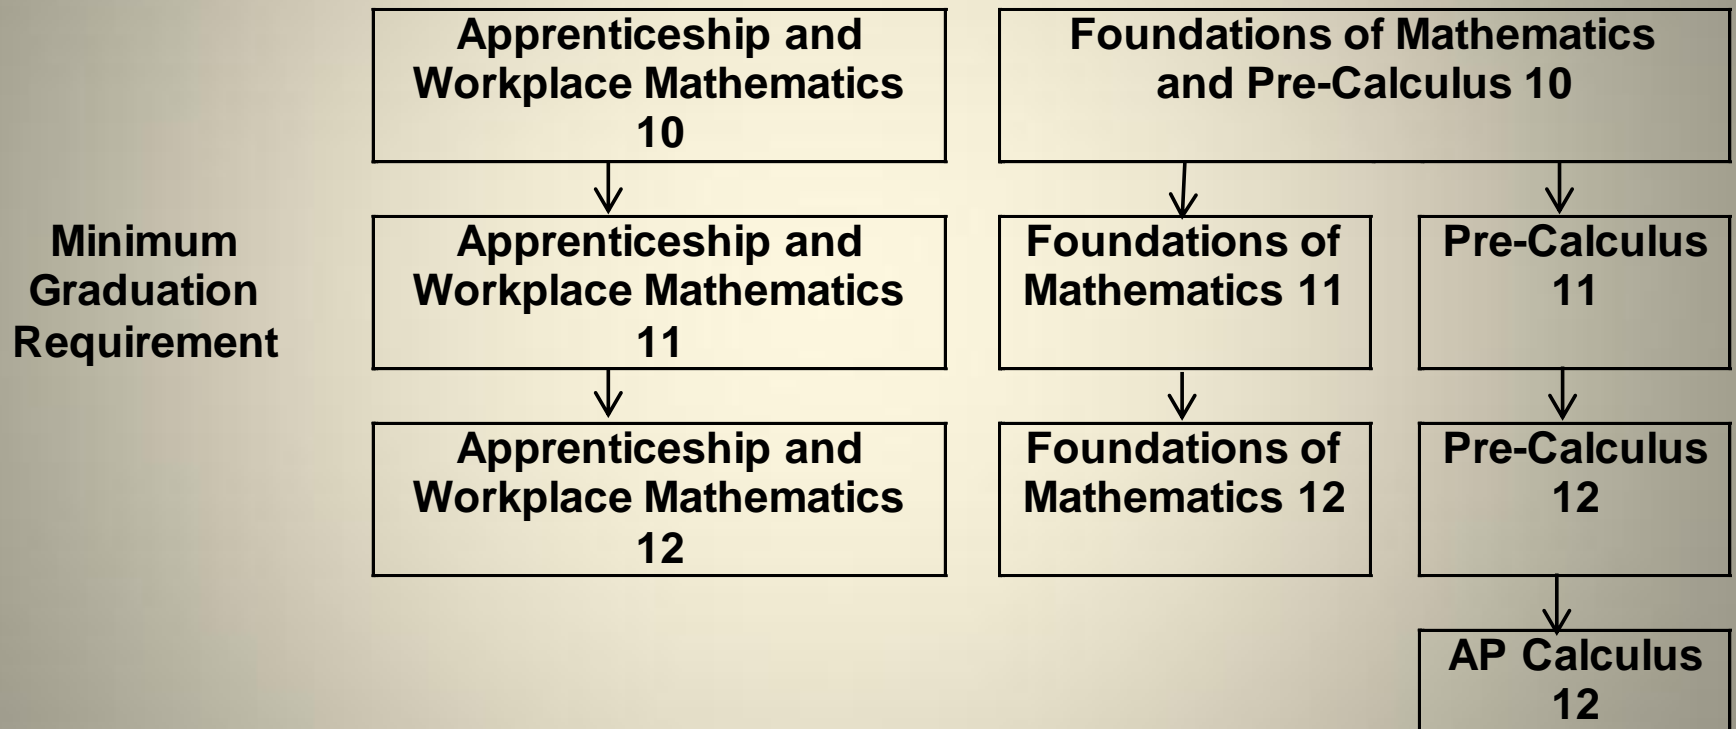 Apprenticeship and
Workplace Mathematics
10
Foundations of Mathematics
and Pre-Calculus 10
Minimum
Graduation
Requirement
Apprenticeship and
Workplace Mathematics
11
Foundations of
Mathematics 11
Pre-Calculus
11
Apprenticeship and
Workplace Mathematics
12
Foundations of
Mathematics 12
Pre-Calculus
12
AP Calculus
12